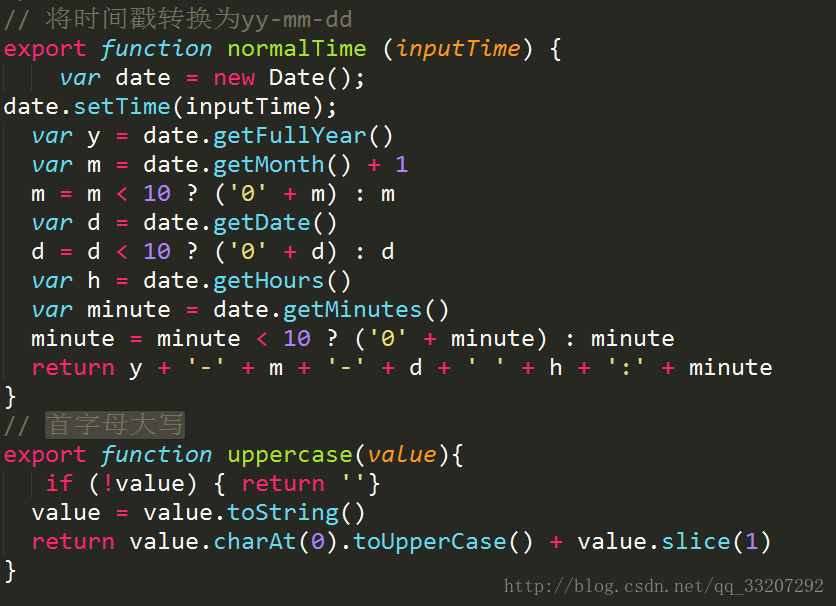 // 将时间戳转换为yy-mm-dd
export function normalTime (inputTime) {
    var date = new Date();
date.setTime(inputTime);
  var y = date.getFullYear()
  var m = date.getMonth() + 1
  m = m < 10 ? ('0' + m) : m
  var d = date.getDate()
  d = d < 10 ? ('0' + d) : d
  var h = date.getHours()
  var minute = date.getMinutes()
  minute = minute < 10 ? ('0' + minute) : minute
  return y + '-' + m + '-' + d + ' ' + h + ':' + minute
}
// 首字母大写
export function uppercase(value){
   if (!value) { return ''}
  value = value.toString()
  return value.charAt(0).toUpperCase() + value.slice(1)
}
http://blog.csdn.net/qq_33207292